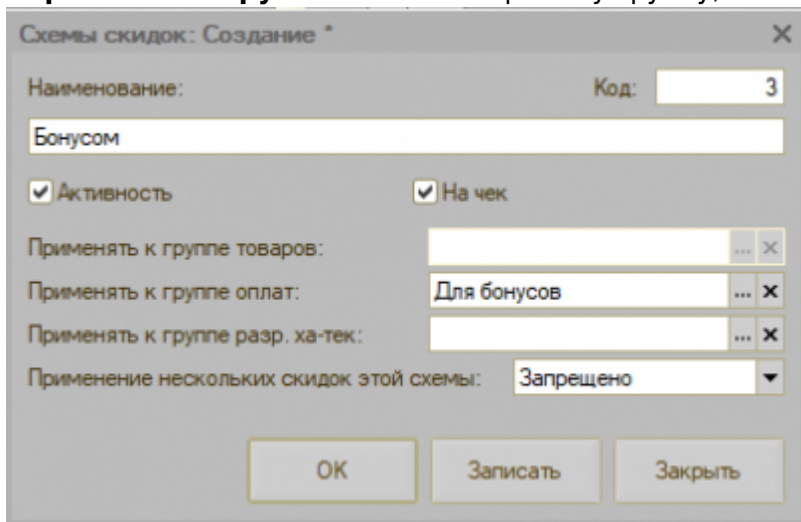 Схемы скидок: Создание *
Наименование: Код: 3
Бонусом
Активность На чек
Применять к группе товаров: ...
Применять к группе оплат: Для бонусов ...
Применять к группе разр. ха-тек: ...
Применение нескольких скидок этой схемы: Запрещено
ОК Записать Закрыть